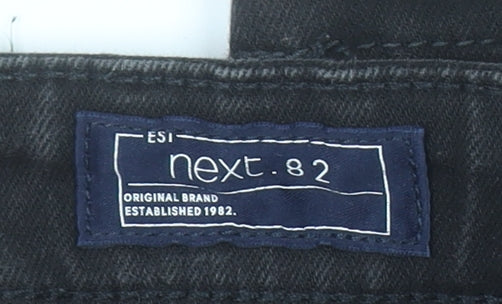 EST
next.82
ORIGINAL BRAND
ESTABLISHED 1982.